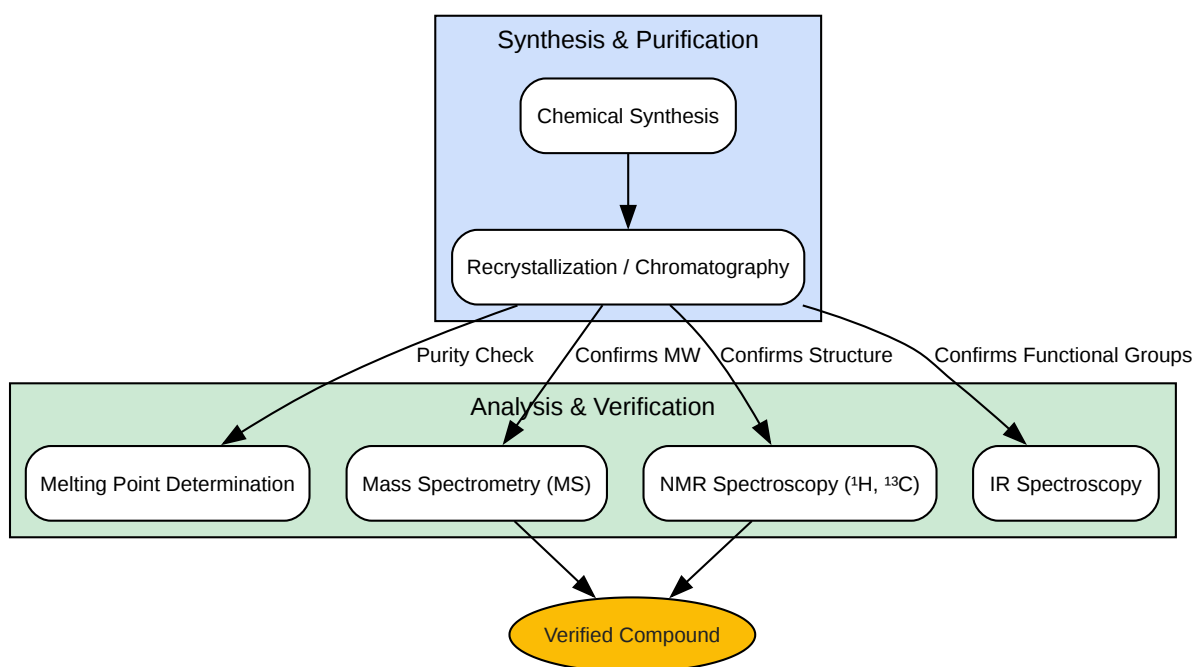 Synthesis & Purification
Chemical Synthesis
Recrystallization / Chromatography
Purity Check
Confirms MW
Confirms Structure
Confirms Functional Groups
Analysis & Verification
Melting Point Determination
Mass Spectrometry (MS)
NMR Spectroscopy (¹H, ¹³C)
IR Spectroscopy
Verified Compound